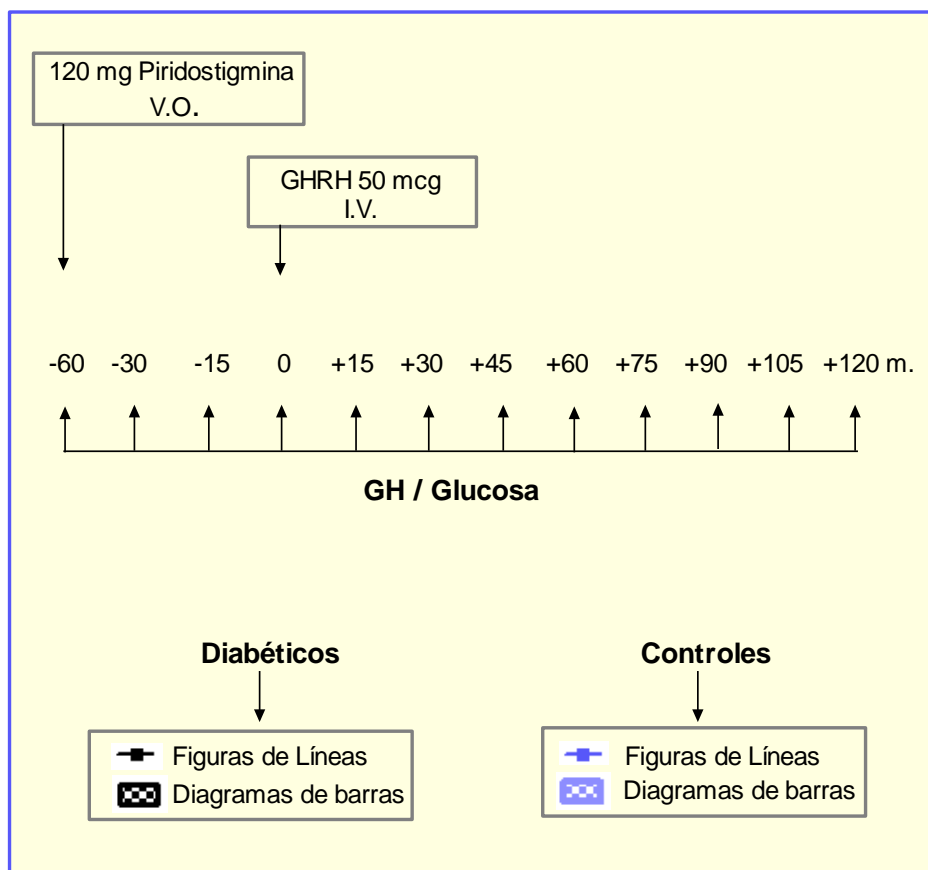 120 mg Piridostigmina
V.O.
GHRH 50 mcg
I.V.
-60 -30 -15 0 +15 +30 +45 +60 +75 +90 +105 +120 m.
GH / Glucosa
Diabéticos Controles
Figuras de Líneas Figuras de Líneas
Diagramas de barras Diagramas de barras